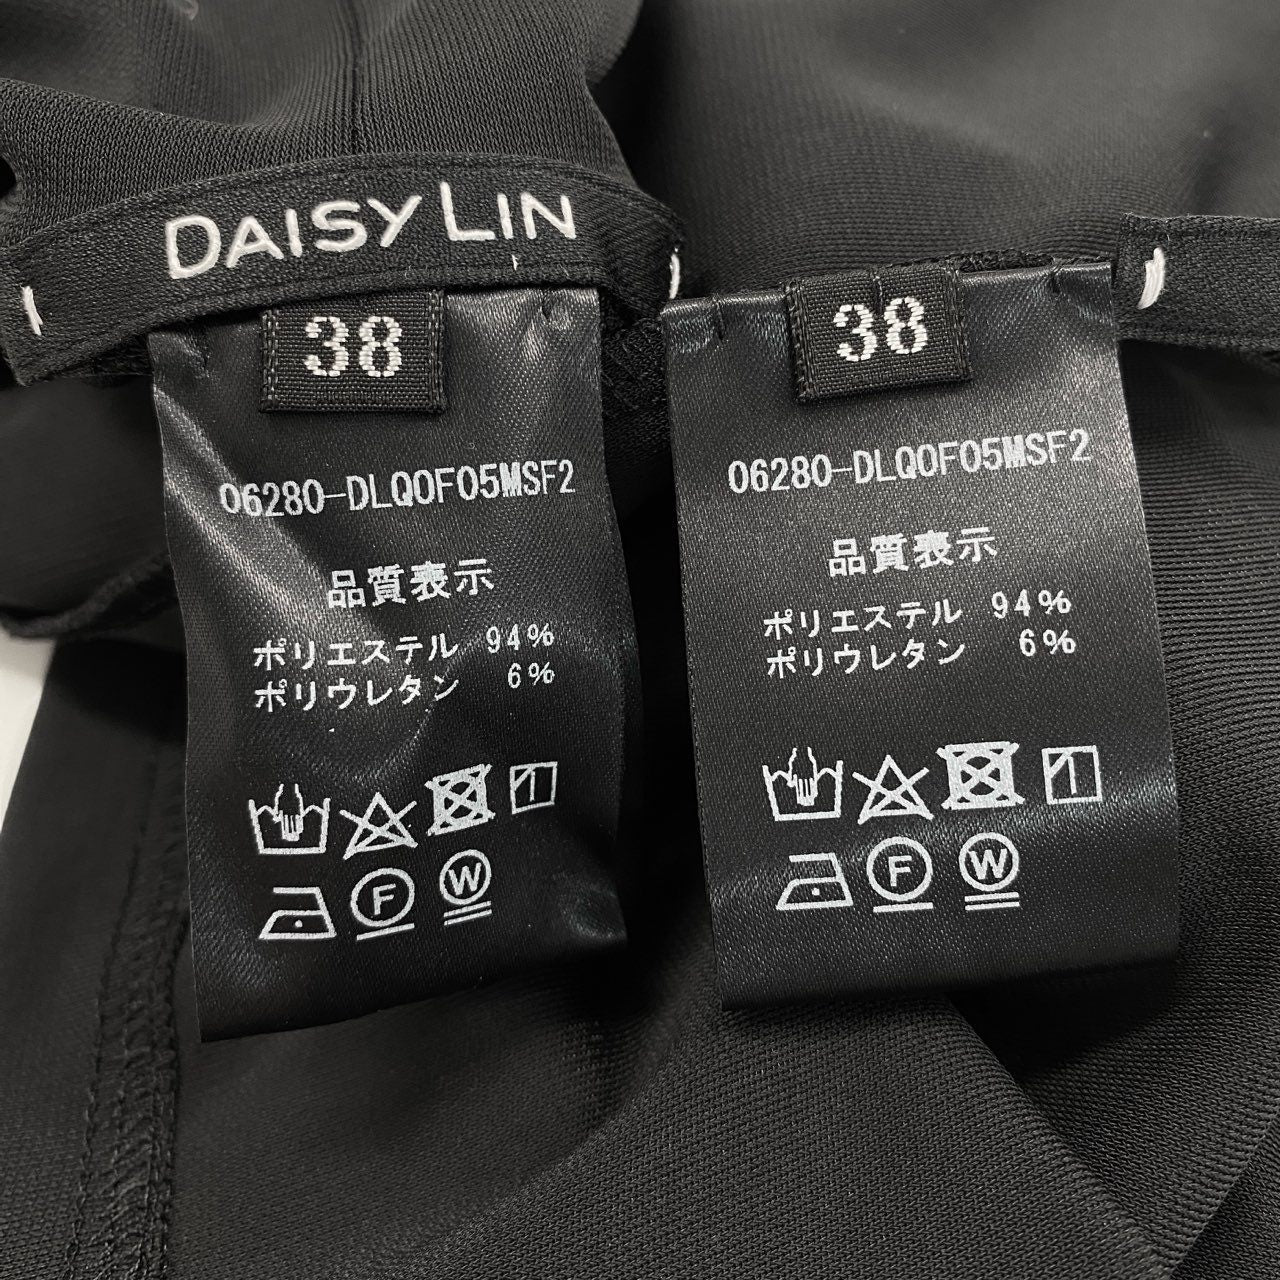 DAISY LIN
38
06280-DLQ0F05MSF2
品質表示
ポリエステル 94%
ポリウレタン 6%
F W
38
06280-DLQ0F05MSF2
品質表示
ポリエステル 94%
ポリウレタン 6%
F W